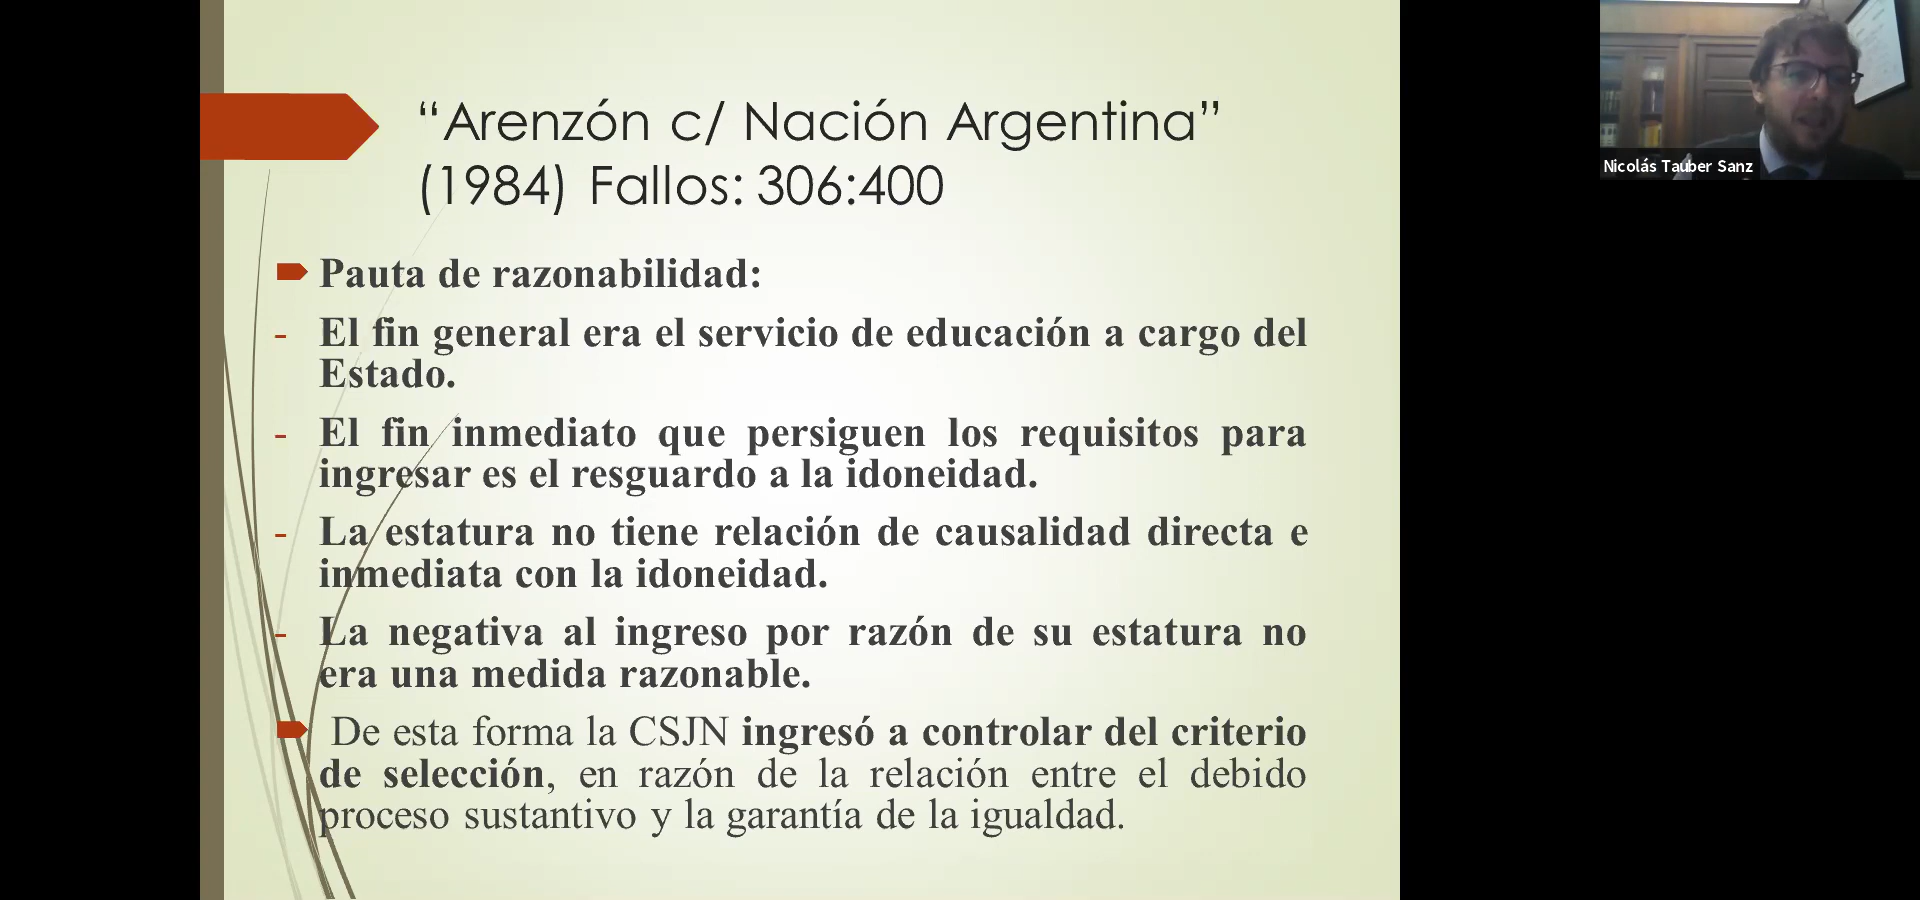 “Arenzón c/ Nación Argentina”
(1984) Fallos: 306:400
Pauta de razonabilidad:
- El fin general era el servicio de educación a cargo del
Estado.
- El fin inmediato que persiguen los requisitos para
ingresar es el resguardo a la idoneidad.
- La estatura no tiene relación de causalidad directa e
inmediata con la idoneidad.
- La negativa al ingreso por razón de su estatura no
era una medida razonable.
De esta forma la CSJN ingresó a controlar del criterio
de selección, en razón de la relación entre el debido
proceso sustantivo y la garantía de la igualdad.
Nicolás Tauber Sanz